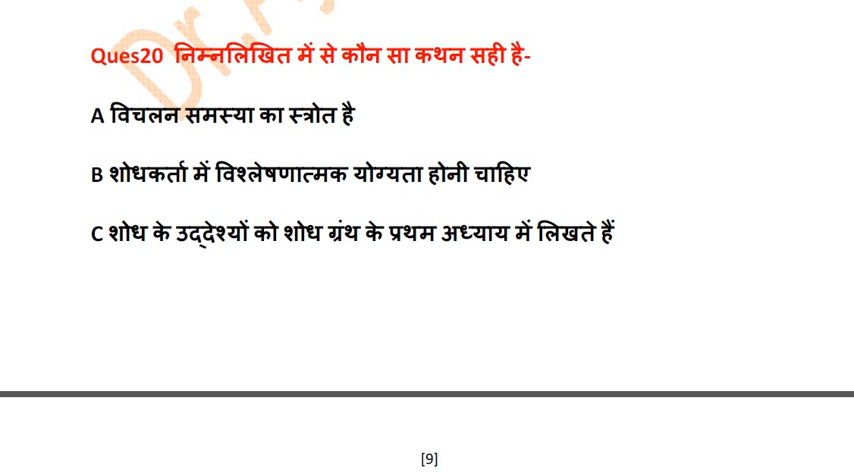 Ques20 निम्नलिखित में से कौन सा कथन सही है-
A विचलन समस्या का स्त्रोत है
B शोधकर्ता में विश्लेषणात्मक योग्यता होनी चाहिए
C शोध के उद्देश्यों को शोध ग्रंथ के प्रथम अध्याय में लिखते हैं
[9]